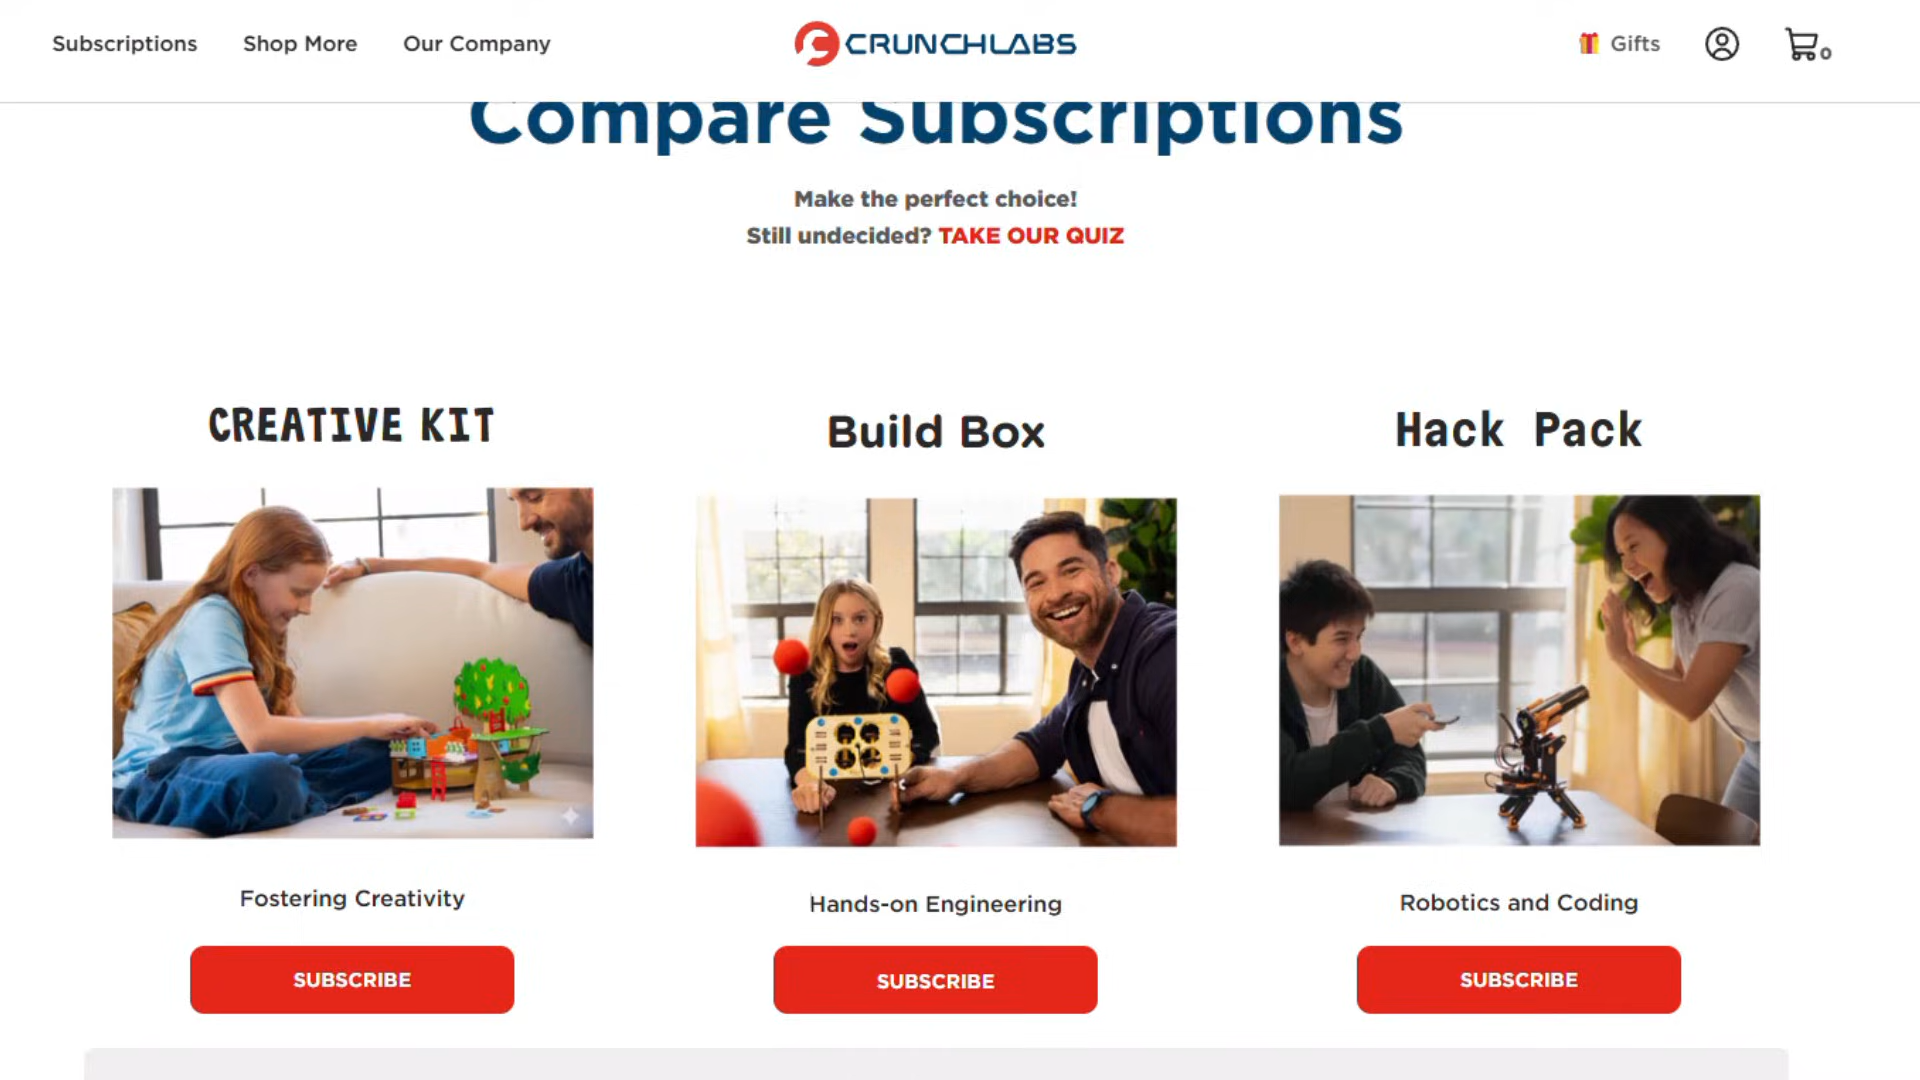 Subscriptions
Shop More
Our Company
CRUNCHLABS
Gifts
0
Compare Subscriptions
Make the perfect choice!
Still undecided? TAKE OUR QUIZ
CREATIVE KIT
Build Box
Hack Pack
Fostering Creativity
Hands-on Engineering
Robotics and Coding
SUBSCRIBE
SUBSCRIBE
SUBSCRIBE